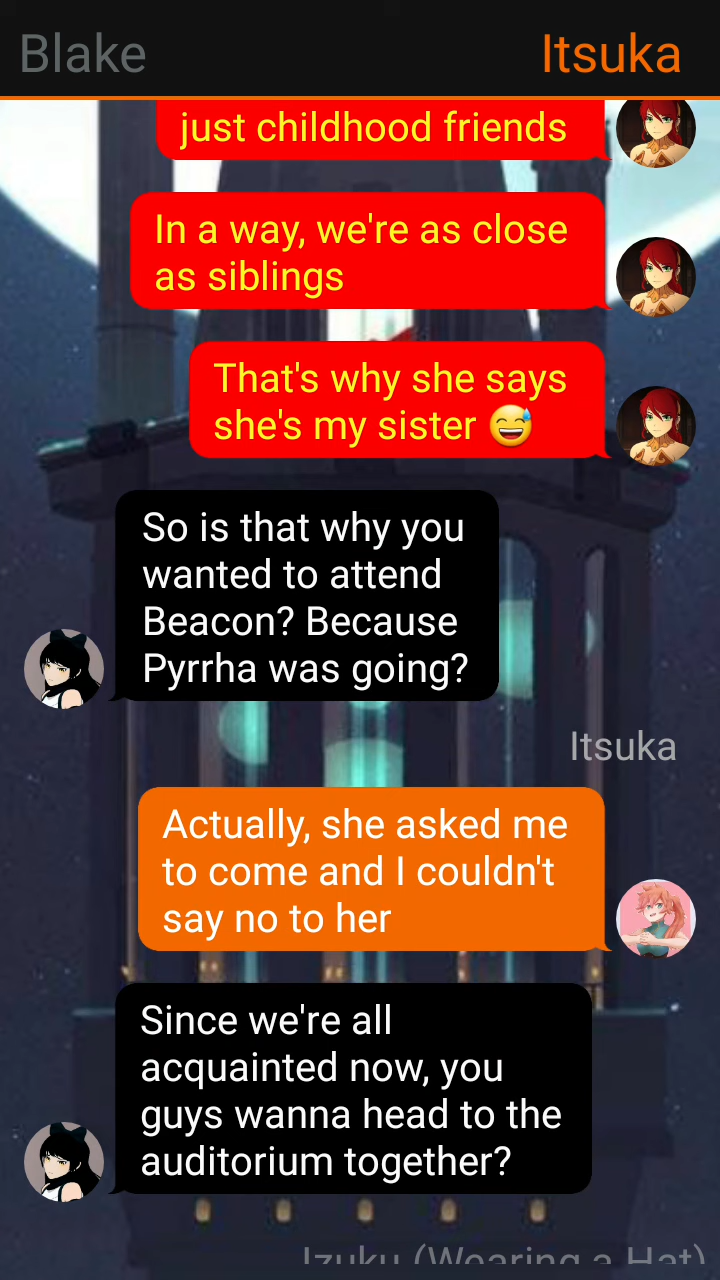 Blake
Itsuka
just childhood friends
In a way, we're as close
as siblings
That's why she says
she's my sister 😅
So is that why you
wanted to attend
Beacon? Because
Pyrrha was going?
Itsuka
Actually, she asked me
to come and I couldn't
say no to her
Since we're all
acquainted now, you
guys wanna head to the
auditorium together?
Izuku (Wearing a Hat)